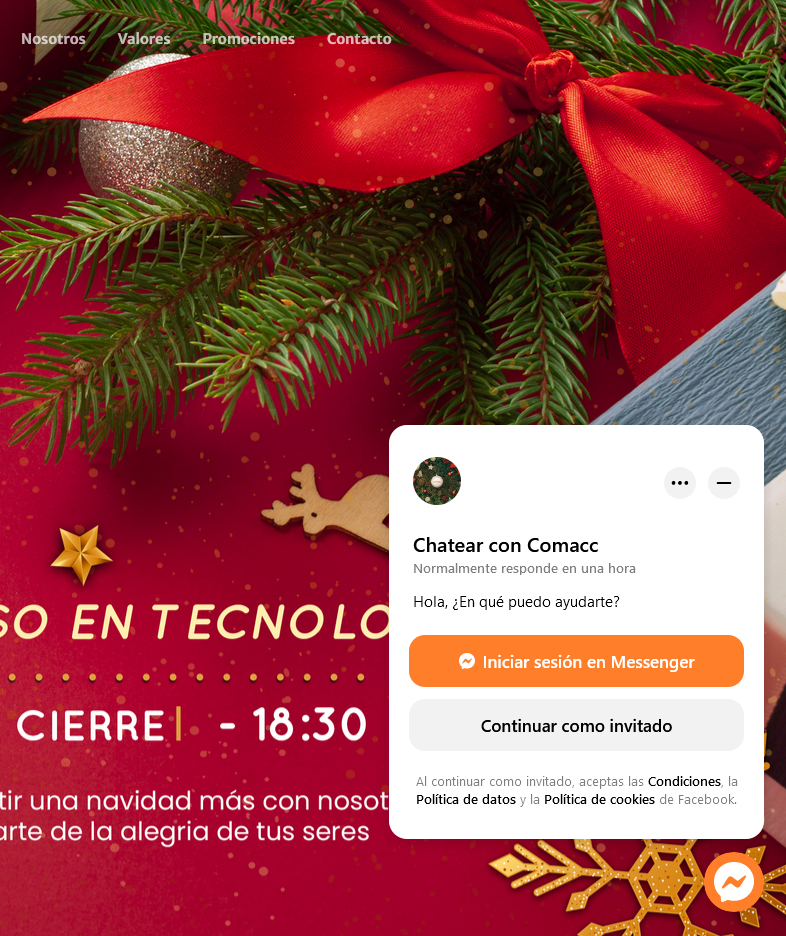 Nosotros Valores Promociones Contacto
Chatear con Comacc
Normalmente responde en una hora
Hola, ¿En qué puedo ayudarte?
Iniciar sesión en Messenger
Continuar como invitado
Al continuar como invitado, aceptas las Condiciones, la
Política de datos y la Política de cookies de Facebook.
SO EN TECNOLO
CIERRE - 18:30
tir una navidad más con nosot
arte de la alegria de tus seres